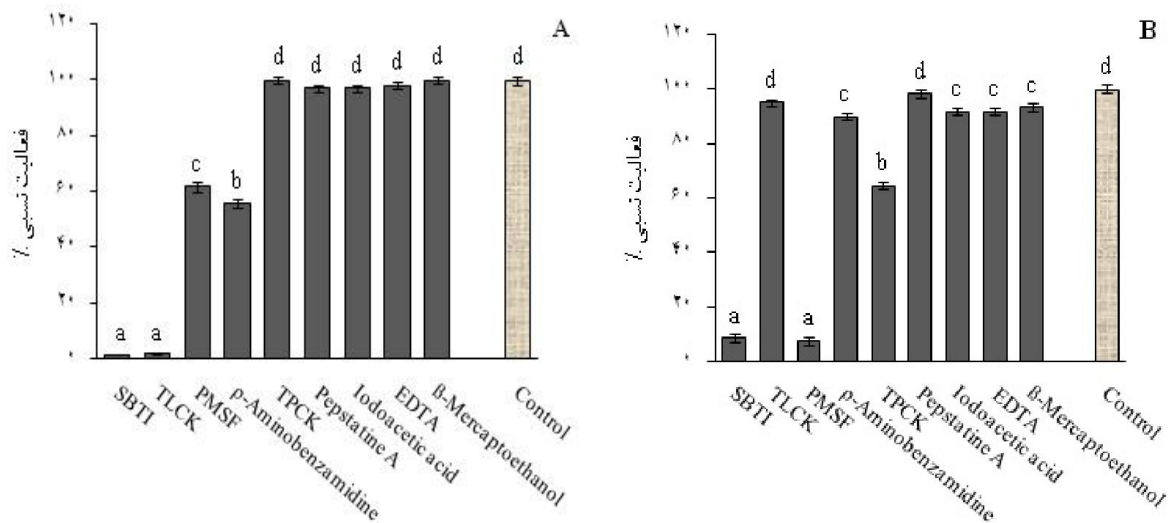 A
۱۲۰
۱۰۰
۸۰
۶۰
۴۰
۲۰
۰
فعالیت نسبی ٪
a a c b d d d d d d
SBTI
TLCK
PMSF
ρ-Aminobenzamidine
TPCK
Pepstatine A
Iodoacetic acid
EDTA
ß-Mercaptoethanol
Control
B
۱۲۰
۱۰۰
۸۰
۶۰
۴۰
۲۰
۰
فعالیت نسبی ٪
a d a c b d c c c d
SBTI
TLCK
PMSF
ρ-Aminobenzamidine
TPCK
Pepstatine A
Iodoacetic acid
EDTA
ß-Mercaptoethanol
Control